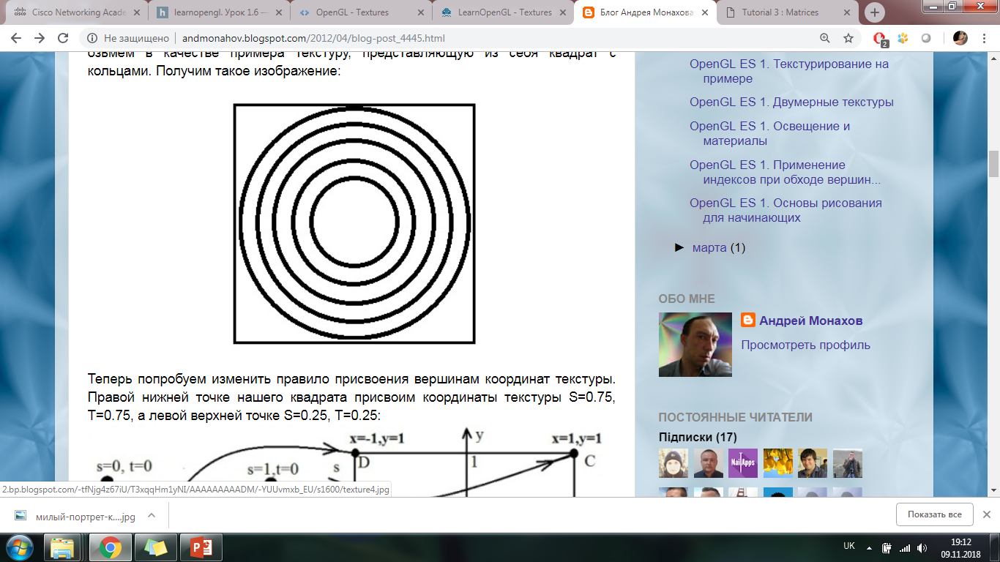 Cisco Networking Acade
learnopengl. Урок 1.6 —
OpenGL - Textures
LearnOpenGL - Textures
Блог Андрея Монахова
Tutorial 3 : Matrices
Не защищено
andmonahov.blogspot.com/2012/04/blog-post_4445.html
2
озьмем в качестве примера текстуру, представляющую из себя квадрат с
кольцами. Получим такое изображение:
Теперь попробуем изменить правило присвоения вершинам координат текстуры.
Правой нижней точке нашего квадрата присвоим координаты текстуры S=0.75,
T=0.75, а левой верхней точке S=0.25, T=0.25:
x=-1,y=1
y
x=1,y=1
s=0, t=0
s=1,t=0
s
D
1
C
OpenGL ES 1. Текстурирование на
примере
OpenGL ES 1. Двумерные текстуры
OpenGL ES 1. Освещение и
материалы
OpenGL ES 1. Применение
индексов при обходе вершин...
OpenGL ES 1. Основы рисования
для начинающих
► марта (1)
ОБО МНЕ
Андрей Монахов
Просмотреть профиль
ПОСТОЯННЫЕ ЧИТАТЕЛИ
Підписки (17)
NaiApps
2.bp.blogspot.com/-tfNjg4z67iU/T3xqqHm1yNI/AAAAAAAAADM/-YUUvmxb_EU/s1600/texture4.jpg
милый-портрет-к....jpg
Показать все
UK
19:12
09.11.2018